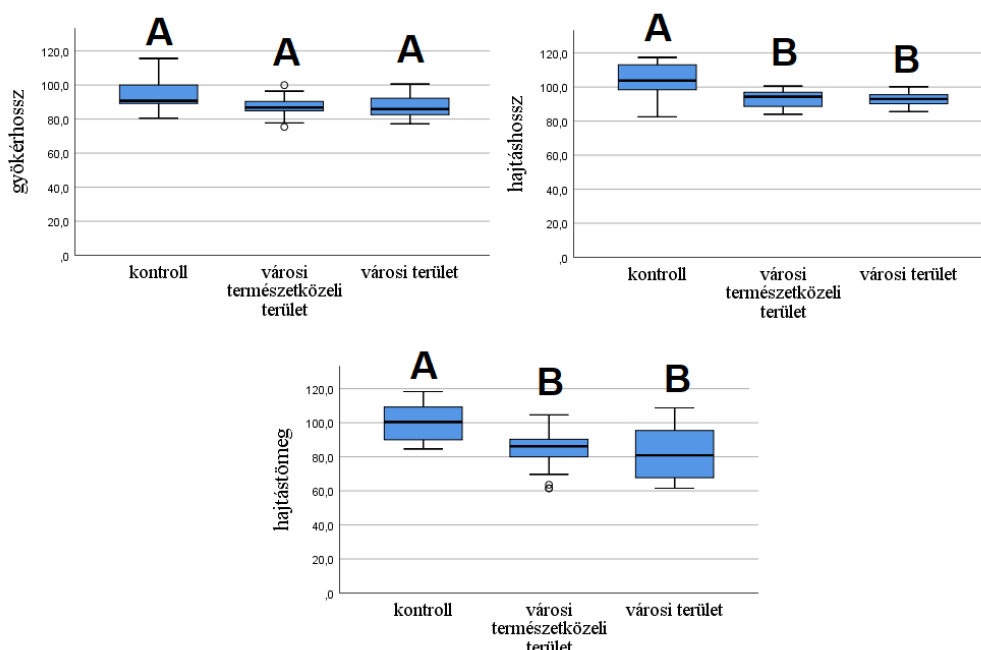 A
A
A
120,0
100,0
80,0
60,0
40,0
20,0
,0
gyökérhossz
kontroll
városi
természetközeli
terület
városi terület
A
B
B
120,0
100,0
80,0
60,0
40,0
20,0
,0
hajtáshossz
kontroll
városi
természetközeli
terület
városi terület
A
B
B
120,0
100,0
80,0
60,0
40,0
20,0
,0
hajtástömeg
kontroll
városi
természetközeli
terület
városi terület